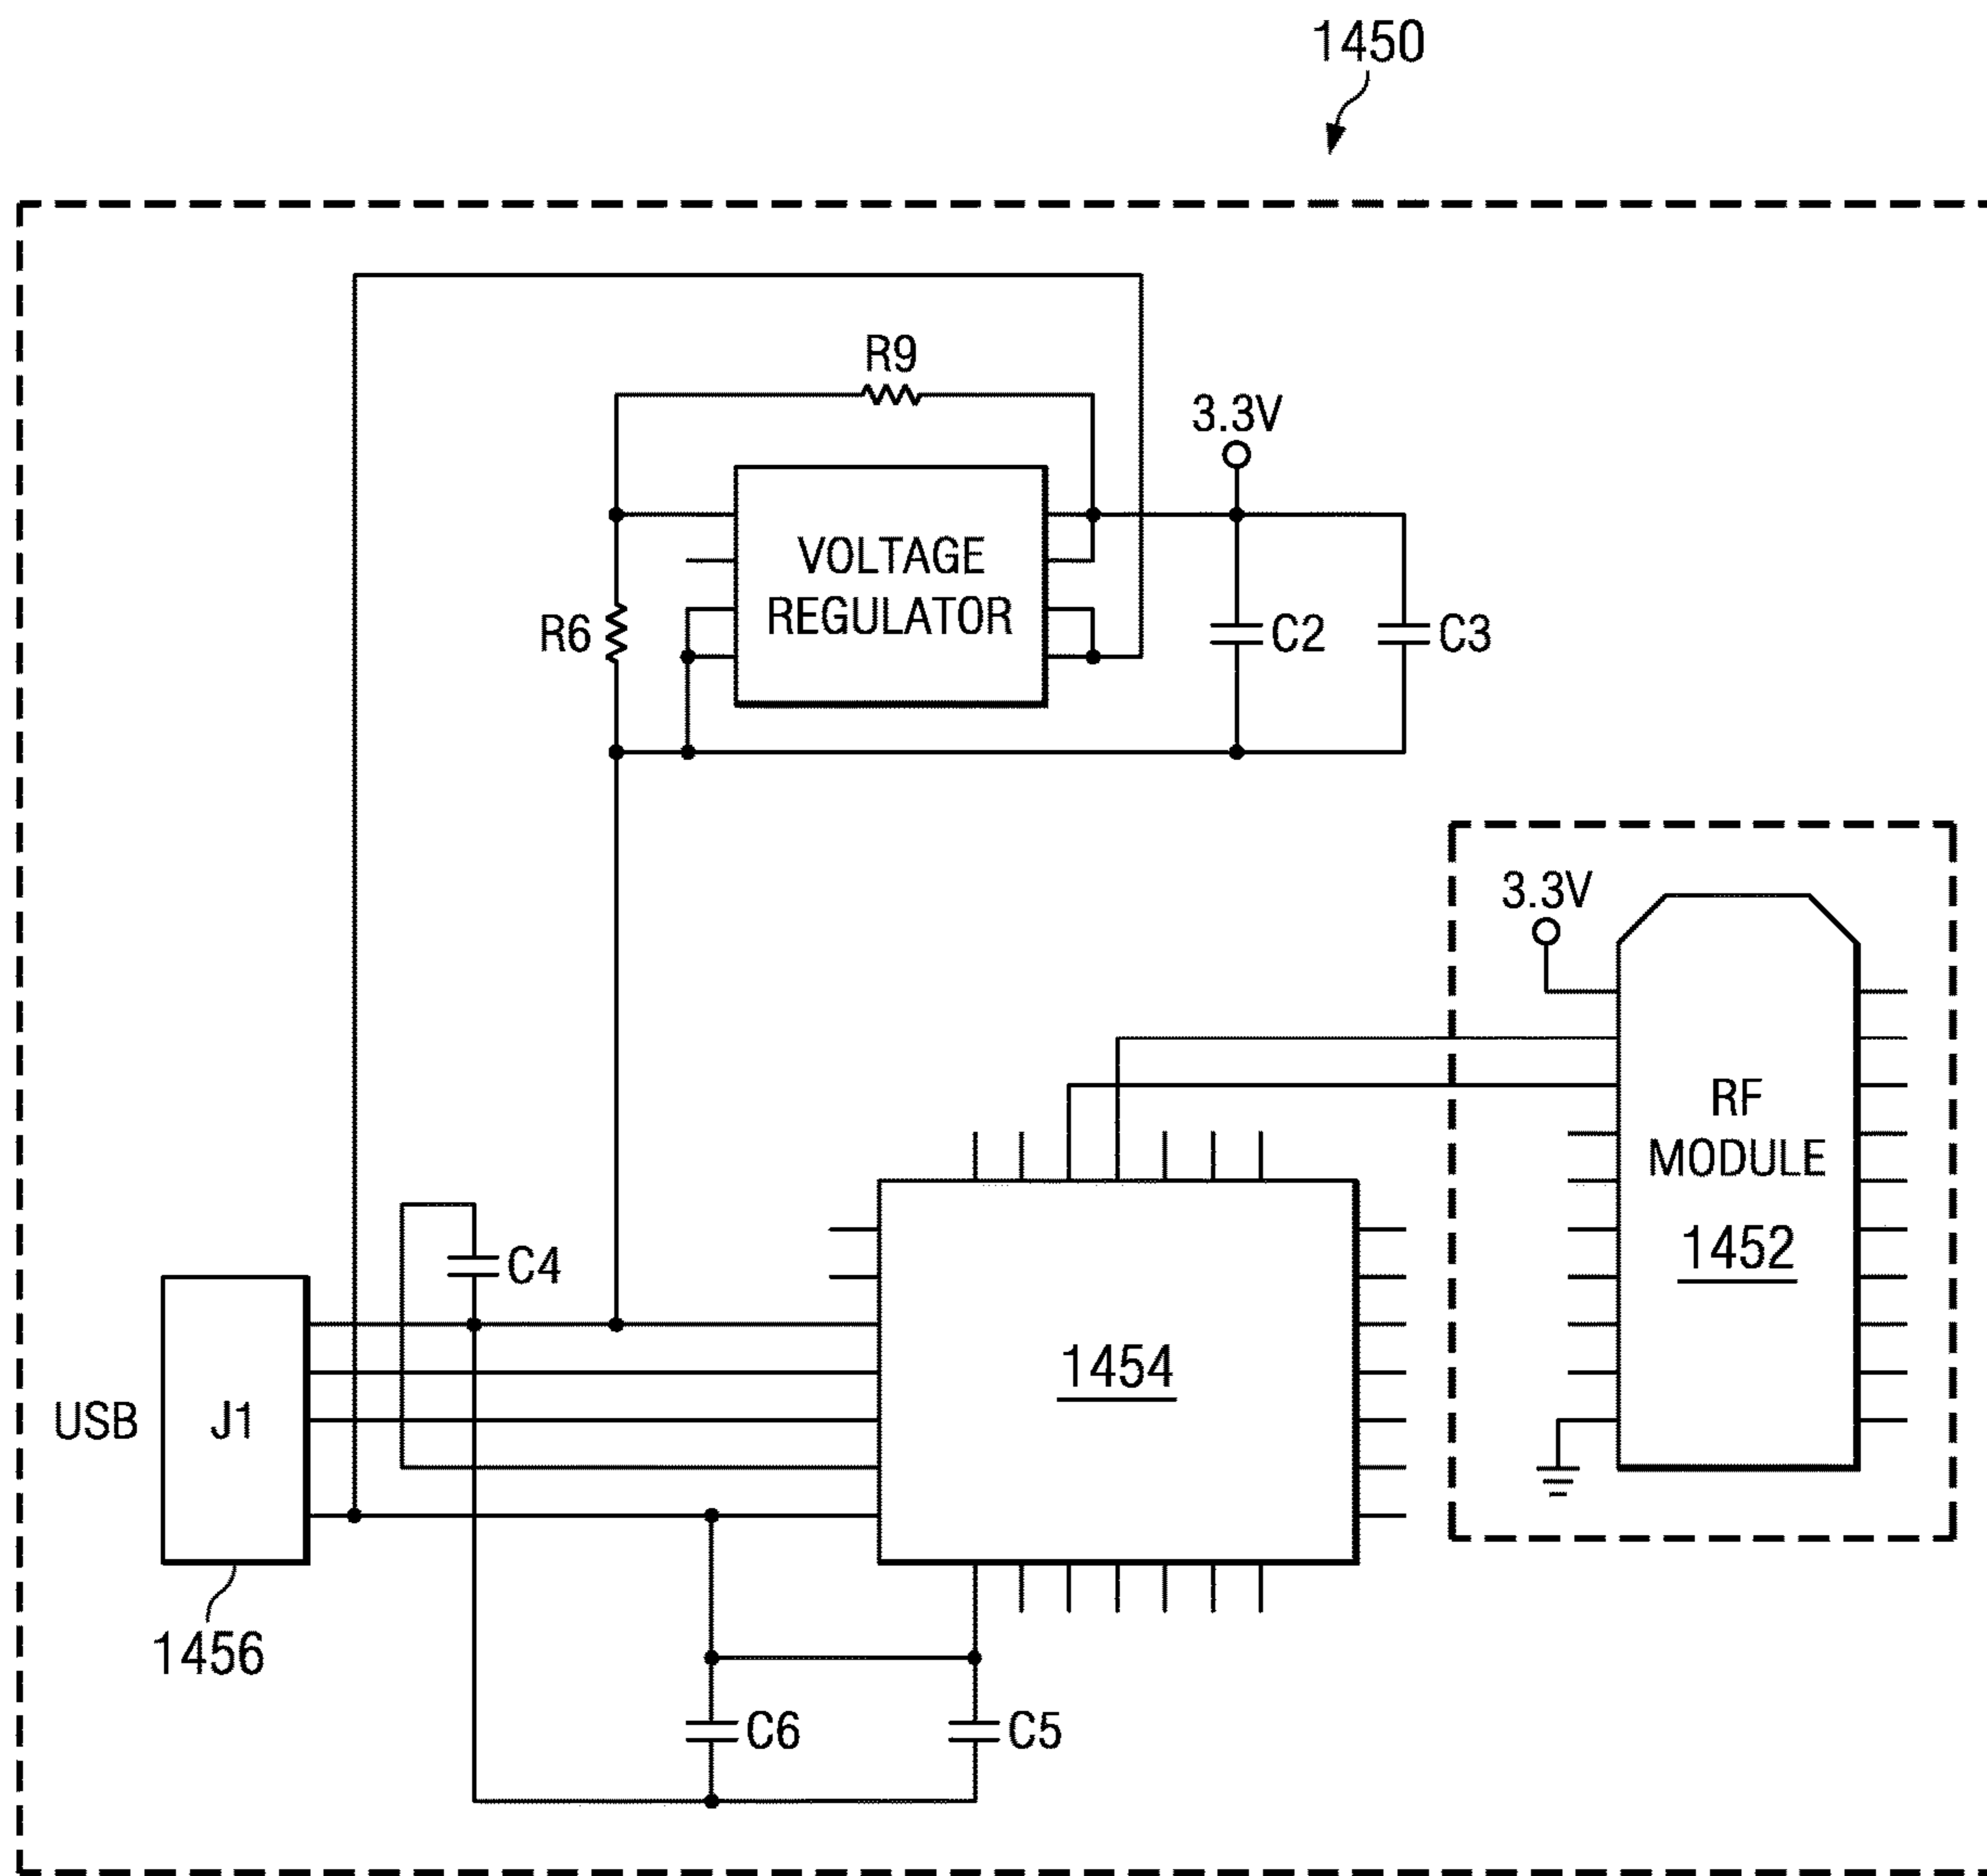 1450
R9
3.3V
VOLTAGE
REGULATOR
R6
C2
C3
3.3V
RF
MODULE
1452
C4
1454
USB
J1
1456
C6
C5